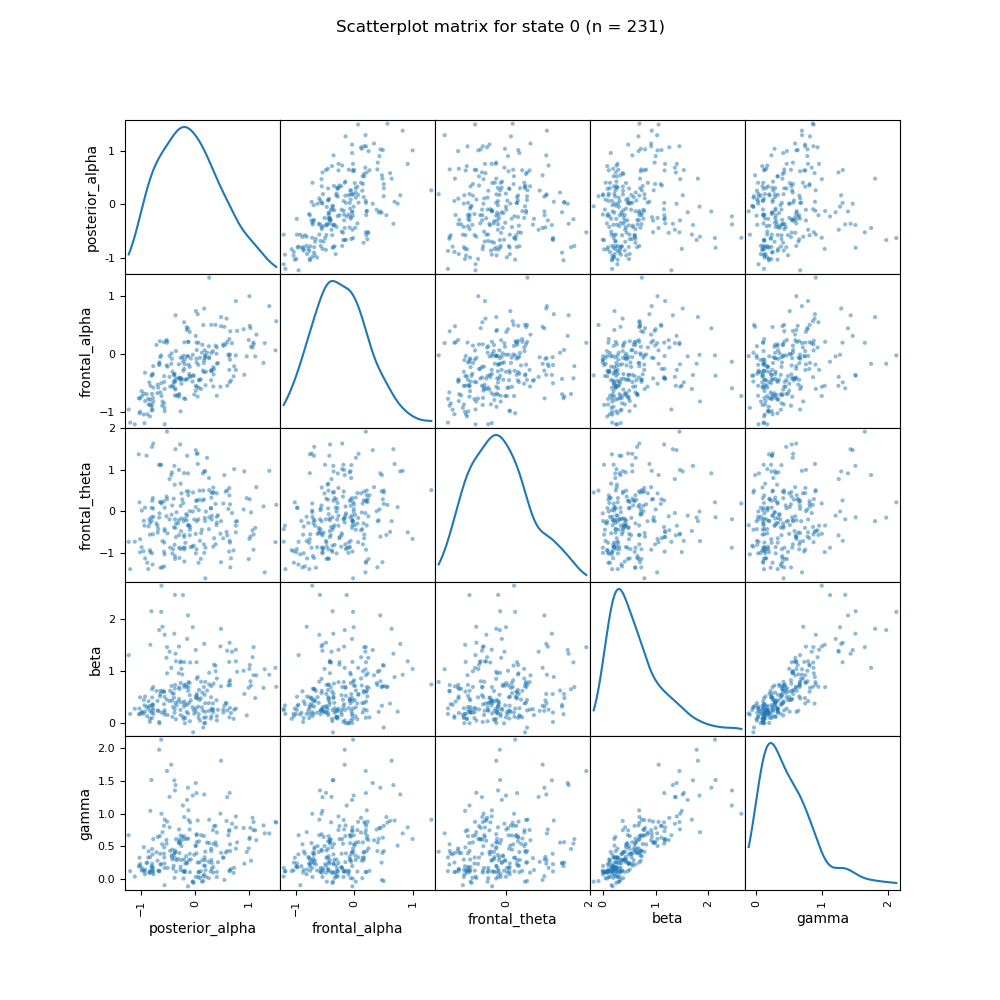 Scatterplot matrix for state 0 (n = 231)
posterior_alpha
1
0
−1
frontal_alpha
1
0
−1
frontal_theta
2
1
0
−1
beta
2
1
0
gamma
2.0
1.5
1.0
0.5
0.0
−1 0 1 −1 0 1 0 2 0 1 2 0 1 2
posterior_alpha frontal_alpha frontal_theta beta gamma